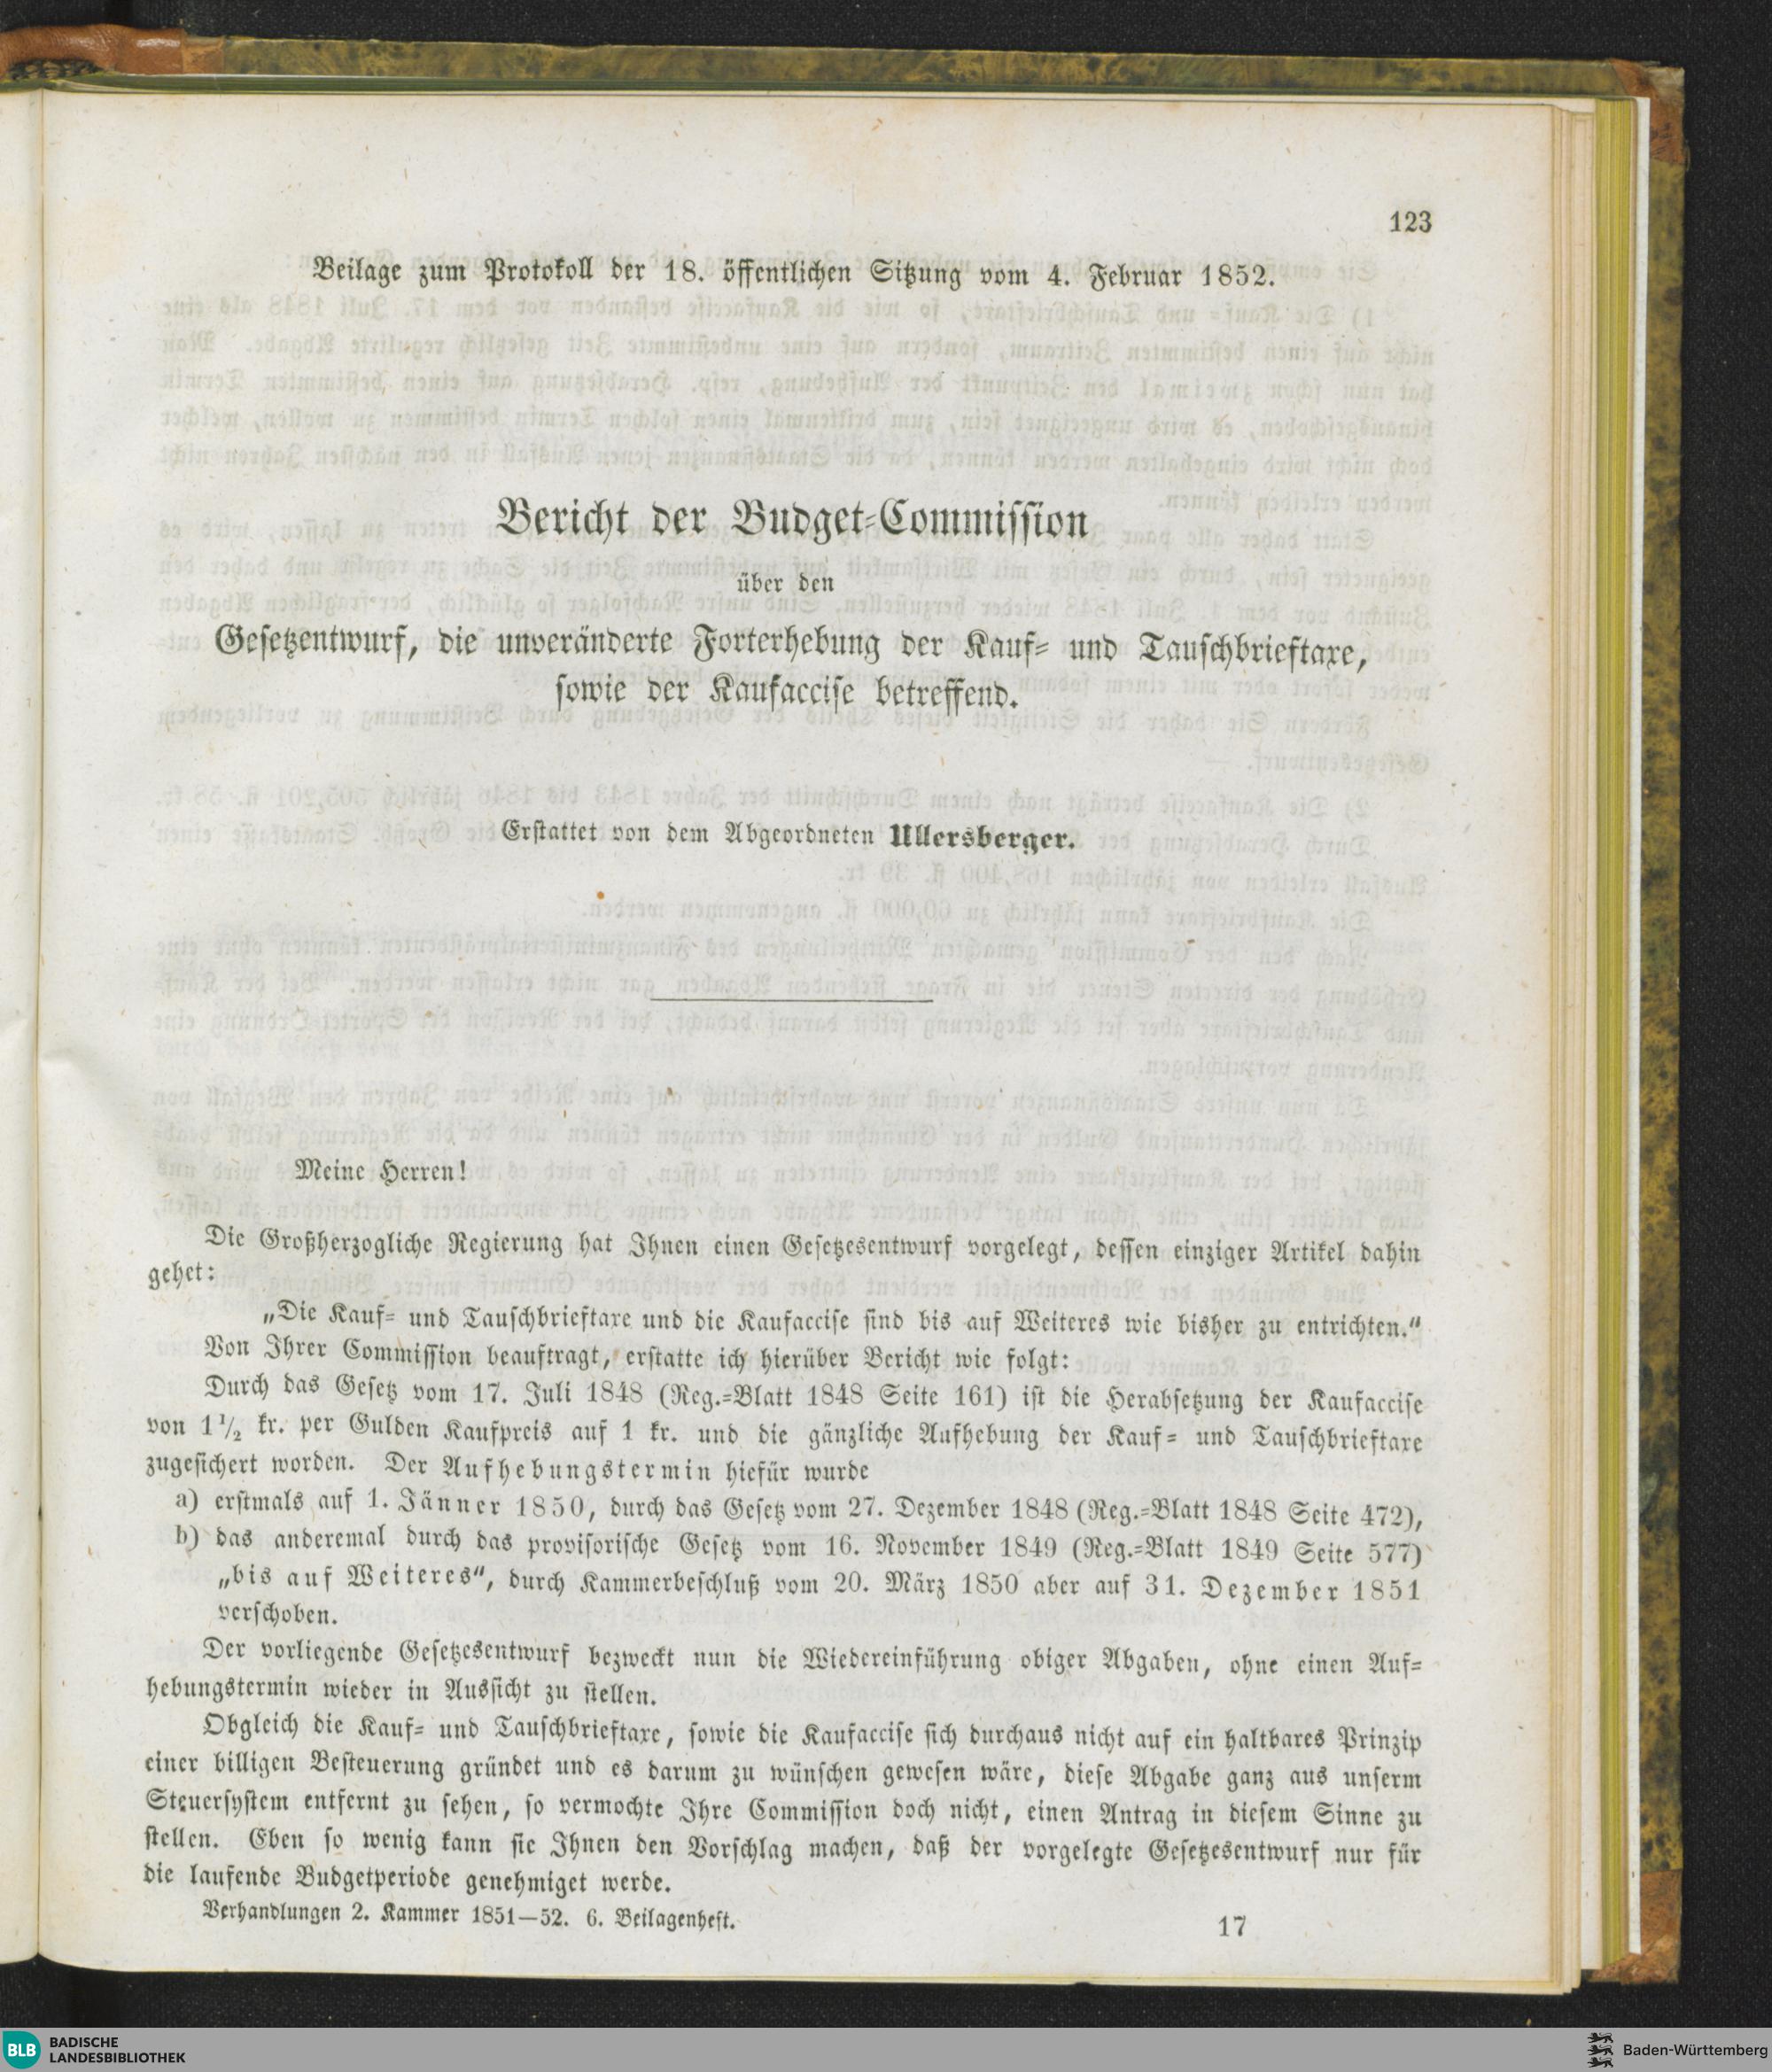 123
Beilage zum Protokoll der 18. öffentlichen Sitzung vom 4. Februar 1852.
Bericht der Budget-Commission
über den
Gesetzentwurf, die unveränderte Forterhebung der Kauf- und Tauschbrieftaxe,
sowie der Kaufaccise betreffend.
Erstattet von dem Abgeordneten Ullersberger.
Meine Herren!
Die Großherzogliche Regierung hat Ihnen einen Gesetzesentwurf vorgelegt, dessen einziger Artikel dahin
gehet:
„Die Kauf- und Tauschbrieftaxe und die Kaufaccise sind bis auf Weiteres wie bisher zu entrichten."
Von Ihrer Commission beauftragt, erstatte ich hierüber Bericht wie folgt:
Durch das Gesetz vom 17. Juli 1848 (Reg.-Blatt 1848 Seite 161) ist die Herabsetzung der Kaufaccise
von 1 1/2 kr. per Gulden Kaufpreis auf 1 kr. und die gänzliche Aufhebung der Kauf- und Tauschbrieftaxe
zugesichert worden. Der Aufhebungstermin hiefür wurde
a) erstmals auf 1. Jänner 1850, durch das Gesetz vom 27. Dezember 1848 (Reg.-Blatt 1848 Seite 472),
b) das anderemal durch das provisorische Gesetz vom 16. November 1849 (Reg.-Blatt 1849 Seite 577)
„bis auf Weiteres", durch Kammerbeschluß vom 20. März 1850 aber auf 31. Dezember 1851
verschoben.
Der vorliegende Gesetzesentwurf bezweckt nun die Wiedereinführung obiger Abgaben, ohne einen Auf-
hebungstermin wieder in Aussicht zu stellen.
Obgleich die Kauf- und Tauschbrieftaxe, sowie die Kaufaccise sich durchaus nicht auf ein haltbares Prinzip
einer billigen Besteuerung gründet und es darum zu wünschen gewesen wäre, diese Abgabe ganz aus unserm
Steuersystem entfernt zu sehen, so vermochte Ihre Commission doch nicht, einen Antrag in diesem Sinne zu
stellen. Eben so wenig kann sie Ihnen den Vorschlag machen, daß der vorgelegte Gesetzesentwurf nur für
die laufende Budgetperiode genehmiget werde.
Verhandlungen 2. Kammer 1851—52. 6. Beilagenheft.
17
BLB BADISCHE
LANDESBIBLIOTHEK
Baden-Württemberg